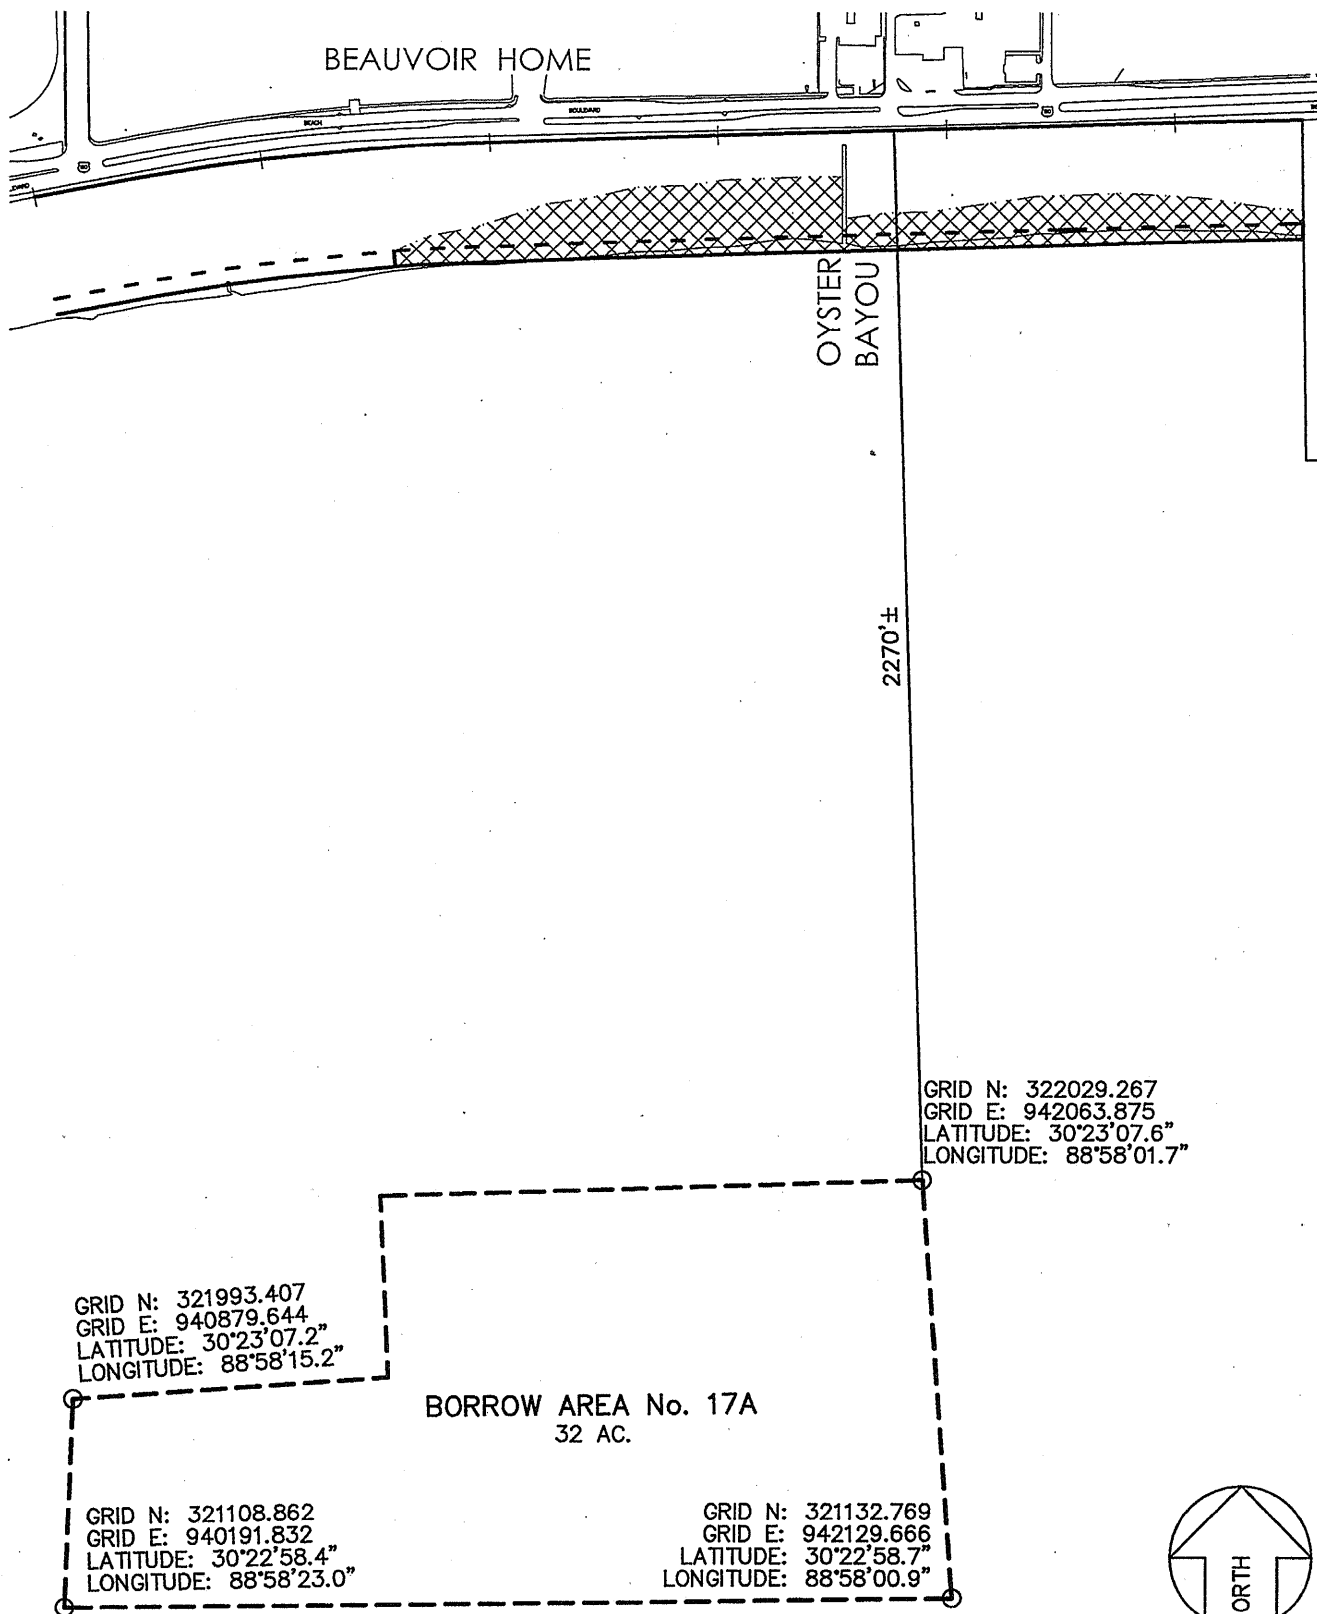 BEAUVOIR HOME
BEACH
BOULEVARD
OYSTER
BAYOU
2270'±
GRID N: 322029.267
GRID E: 942063.875
LATITUDE: 30°23'07.6"
LONGITUDE: 88°58'01.7"
GRID N: 321993.407
GRID E: 940879.644
LATITUDE: 30°23'07.2"
LONGITUDE: 88°58'15.2"
BORROW AREA No. 17A
32 AC.
GRID N: 321108.862
GRID E: 940191.832
LATITUDE: 30°22'58.4"
LONGITUDE: 88°58'23.0"
GRID N: 321132.769
GRID E: 942129.666
LATITUDE: 30°22'58.7"
LONGITUDE: 88°58'00.9"
ORTH